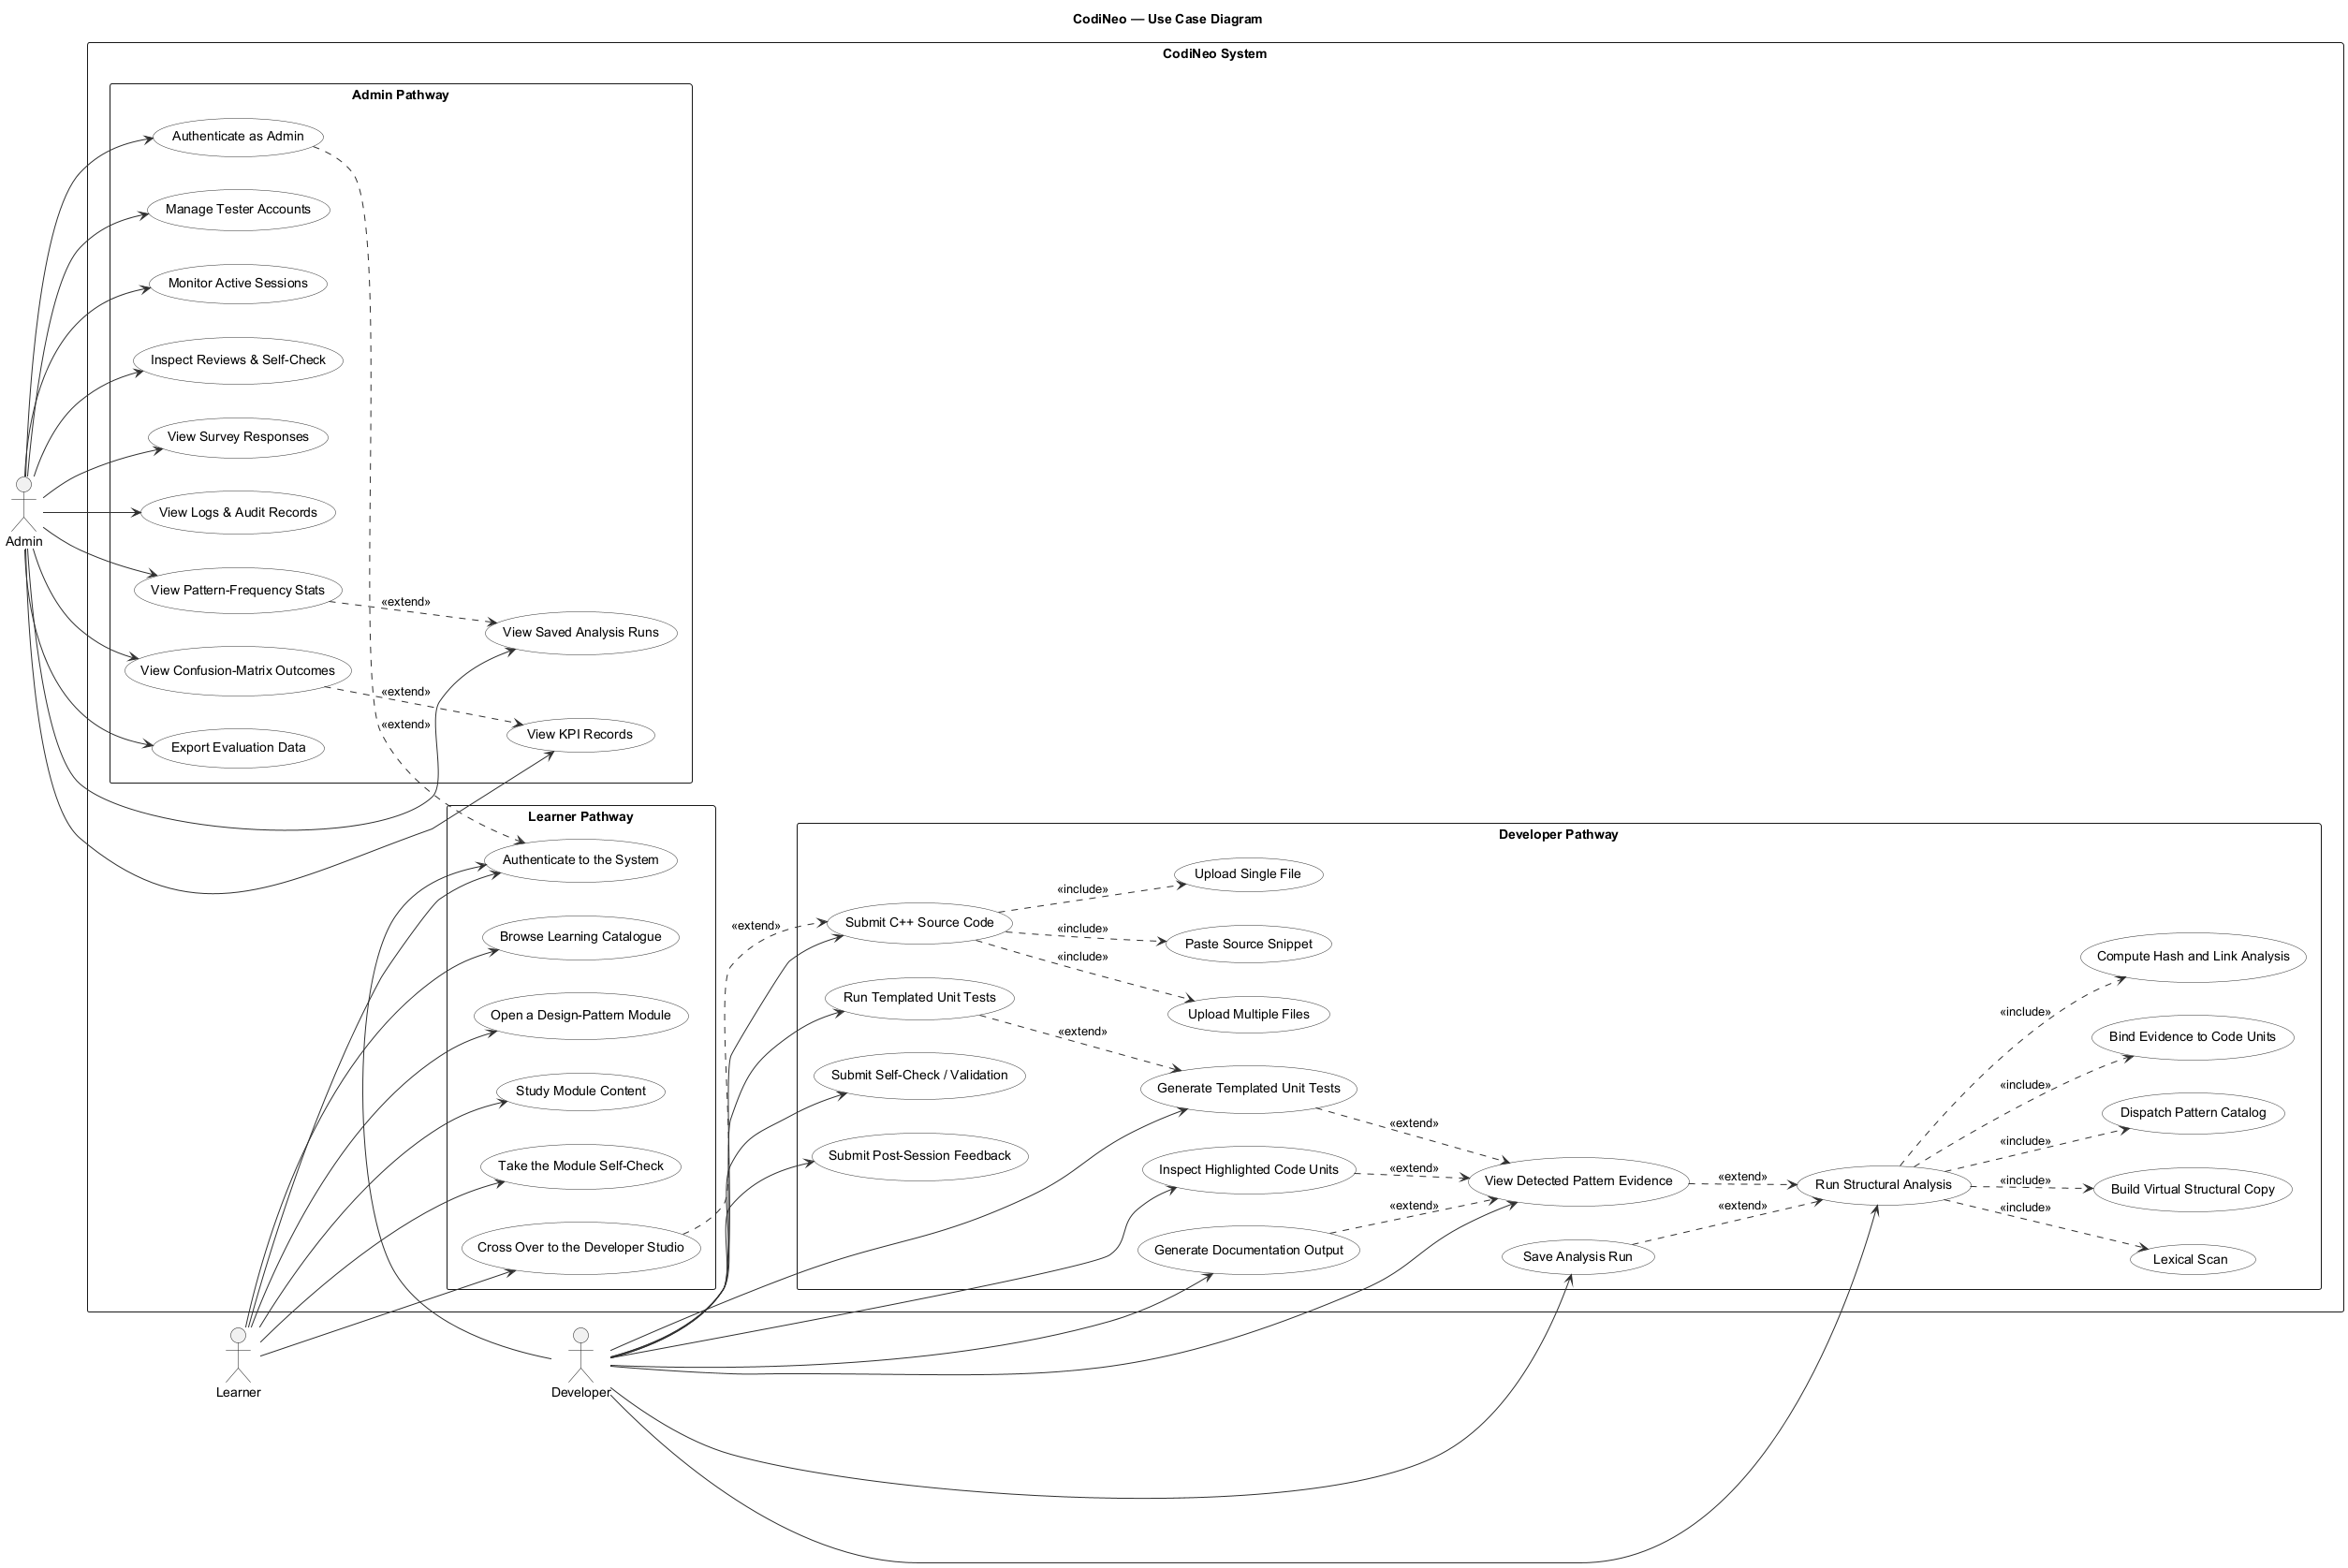 CodiNeo — Use Case Diagram
CodiNeo System
Admin Pathway
Authenticate as Admin
Manage Tester Accounts
Monitor Active Sessions
Inspect Reviews & Self-Check
View Survey Responses
View Logs & Audit Records
Admin
View Pattern-Frequency Stats
«extend»
View Saved Analysis Runs
View Confusion-Matrix Outcomes
«extend»
«extend»
View KPI Records
Export Evaluation Data
Learner Pathway
Authenticate to the System
Browse Learning Catalogue
Open a Design-Pattern Module
Study Module Content
Take the Module Self-Check
Cross Over to the Developer Studio
Developer Pathway
«extend»
Submit C++ Source Code
«include»
Upload Single File
«include»
Paste Source Snippet
«include»
Upload Multiple Files
Run Templated Unit Tests
«extend»
Submit Self-Check / Validation
Generate Templated Unit Tests
«extend»
Submit Post-Session Feedback
Inspect Highlighted Code Units
«extend»
View Detected Pattern Evidence
«extend»
Generate Documentation Output
«extend»
Save Analysis Run
«extend»
Run Structural Analysis
«include»
Compute Hash and Link Analysis
«include»
Bind Evidence to Code Units
«include»
Dispatch Pattern Catalog
«include»
Build Virtual Structural Copy
«include»
Lexical Scan
Learner
Developer